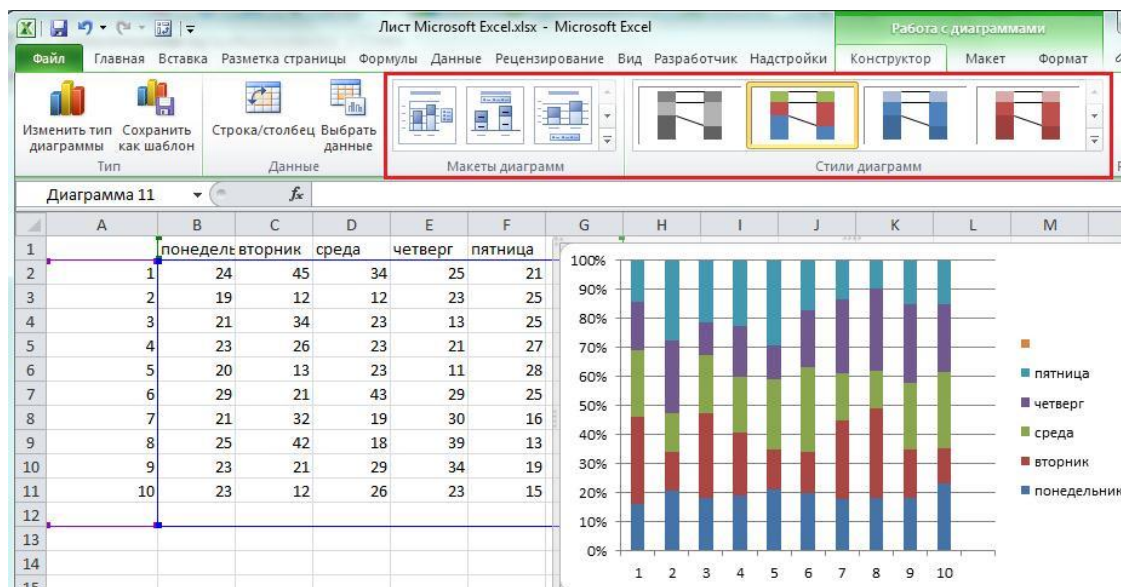 Лист Microsoft Excel.xlsx - Microsoft Excel
Работа с диаграммами
Файл Главная Вставка Разметка страницы Формулы Данные Рецензирование Вид Разработчик Надстройки Конструктор Макет Формат
Изменить тип диаграммы
Сохранить как шаблон
Строка/столбец
Выбрать данные
Тип
Данные
Макеты диаграмм
Стили диаграмм
Диаграмма 11
fx
A B C D E F G H I J K L M
1 понедель вторник среда четверг пятница
2 1 24 45 34 25 21
3 2 19 12 12 23 25
4 3 21 34 23 13 25
5 4 23 26 23 21 27
6 5 20 13 23 11 28
7 6 29 21 43 29 25
8 7 21 32 19 30 16
9 8 25 42 18 39 13
10 9 23 21 29 34 19
11 10 23 12 26 23 15
12
13
14
100%
90%
80%
70%
60%
50%
40%
30%
20%
10%
0%
1 2 3 4 5 6 7 8 9 10
пятница
четверг
среда
вторник
понедельник